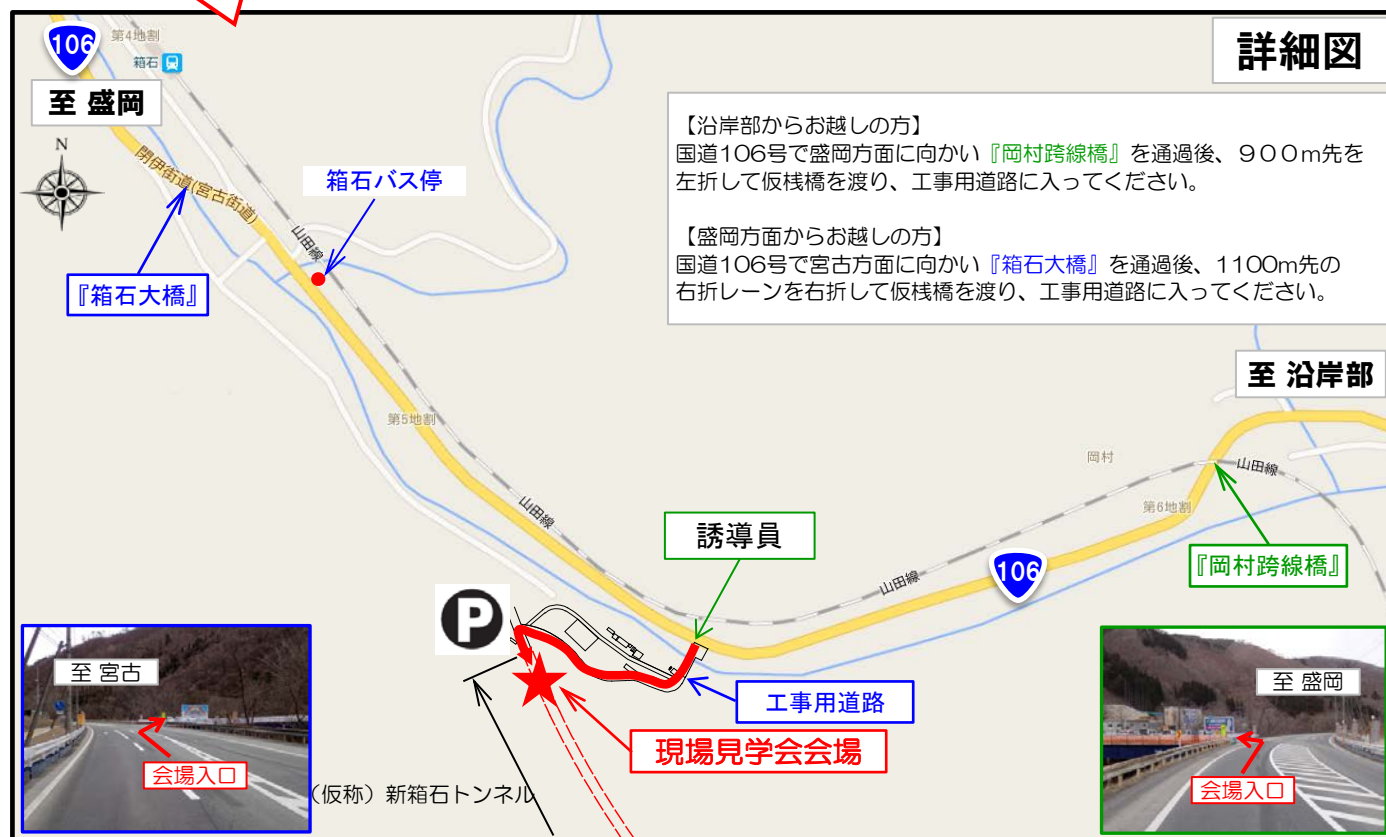 106
第4地割
箱石
至 盛岡
N
詳細図
【沿岸部からお越しの方】
国道106号で盛岡方面に向かい『岡村跨線橋』を通過後、９００ｍ先を
左折して仮桟橋を渡り、工事用道路に入ってください。
【盛岡方面からお越しの方】
国道106号で宮古方面に向かい『箱石大橋』を通過後、1100m先の
右折レーンを右折して仮桟橋を渡り、工事用道路に入ってください。
閉伊街道(宮古街道)
箱石バス停
山田線
『箱石大橋』
至 沿岸部
第5地割
岡村
山田線
第6地割
山田線
誘導員
山田線
106
『岡村跨線橋』
P
至 宮古
会場入口
工事用道路
現場見学会会場
（仮称）新箱石トンネル
至 盛岡
会場入口